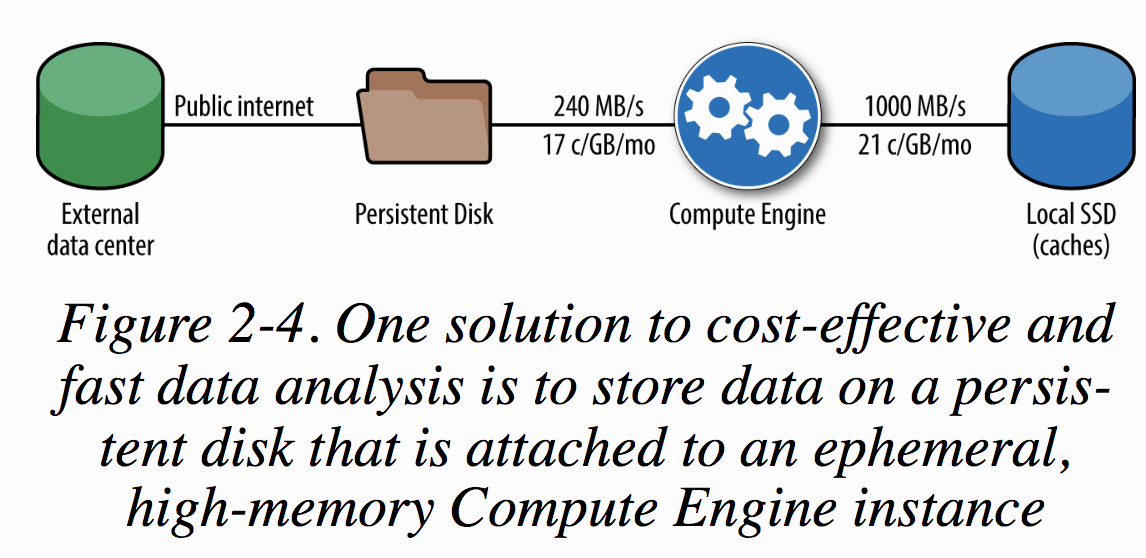 Public internet
240 MB/s
17 c/GB/mo
1000 MB/s
21 c/GB/mo
External
data center
Persistent Disk
Compute Engine
Local SSD
(caches)
Figure 2-4. One solution to cost-effective and
fast data analysis is to store data on a persis-
tent disk that is attached to an ephemeral,
high-memory Compute Engine instance